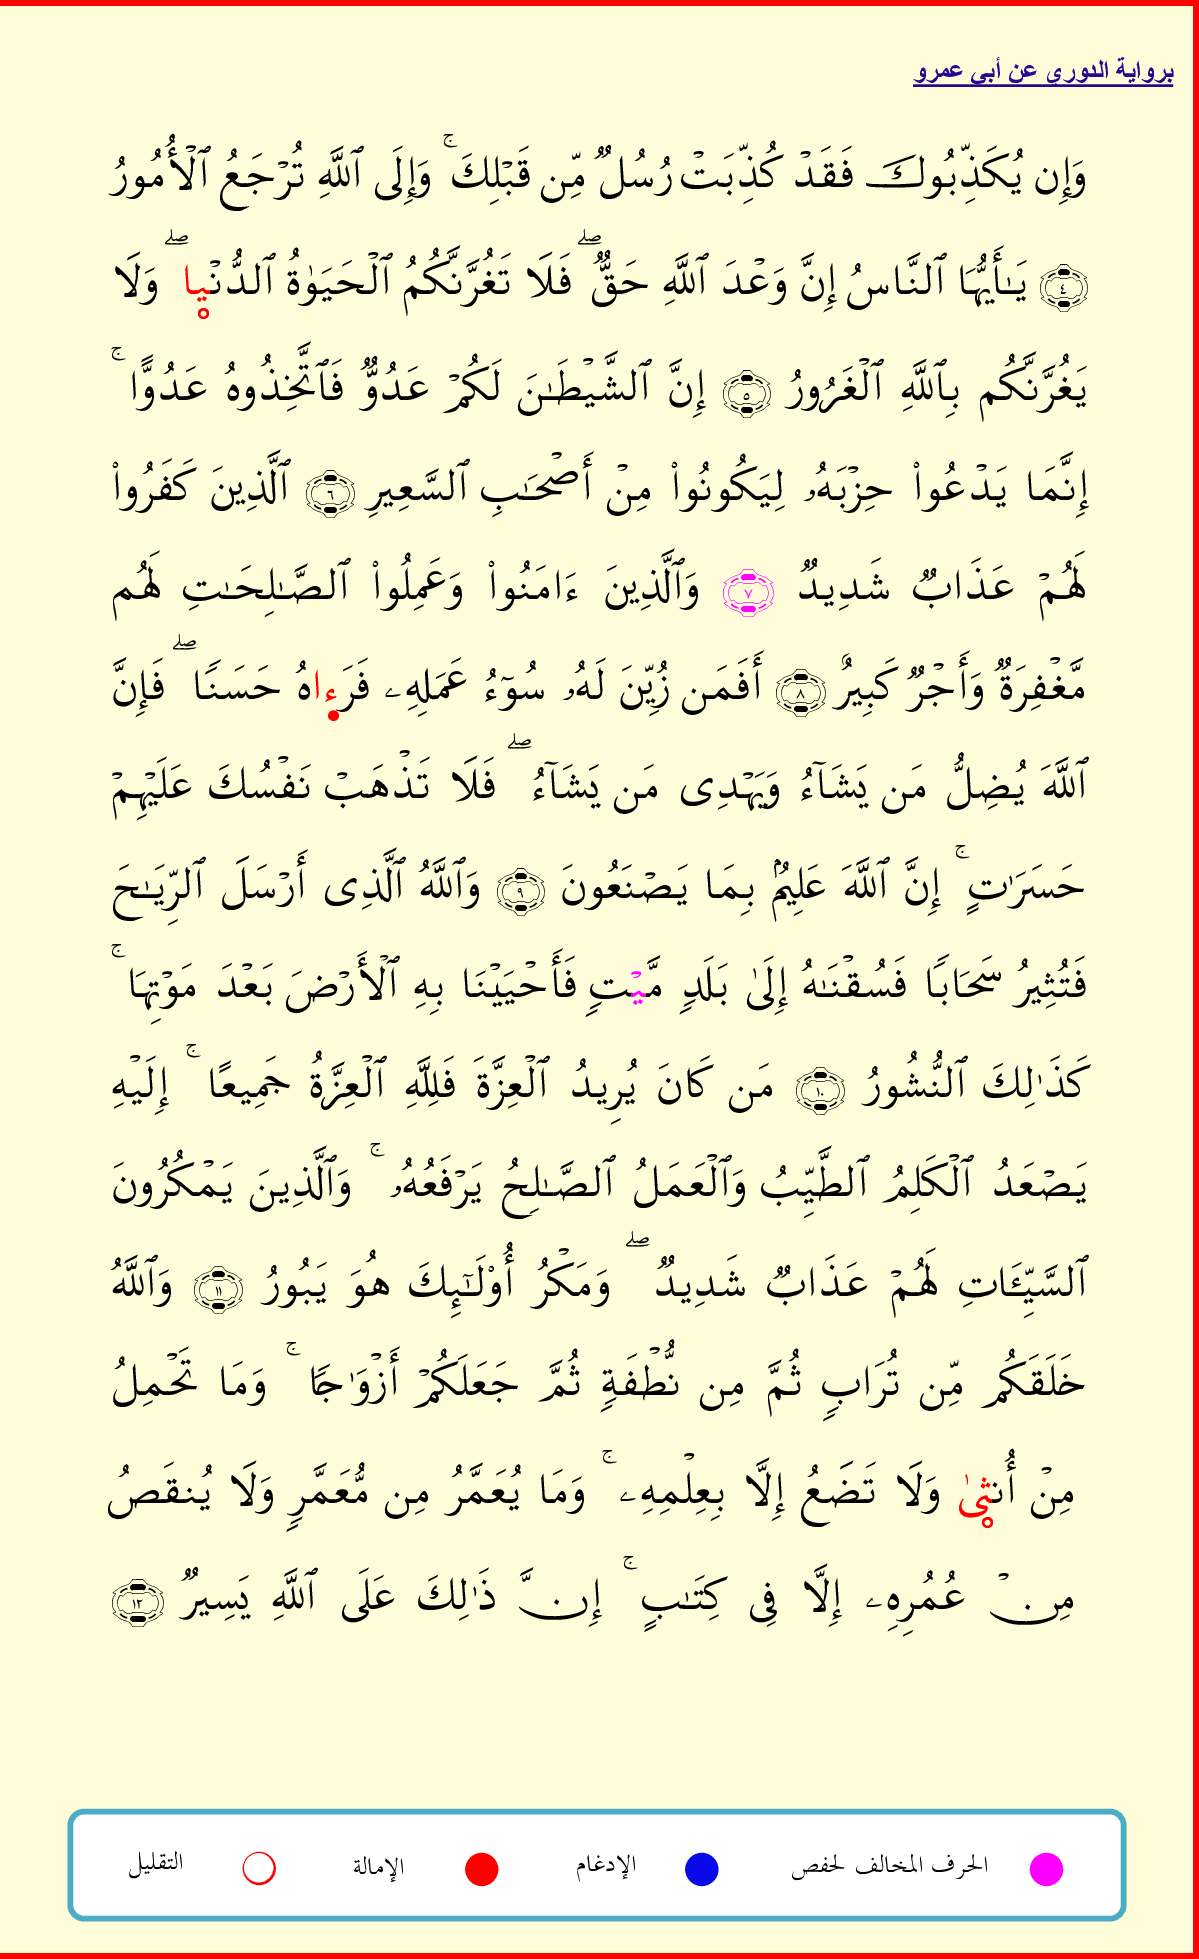 برواية الدوري عن أبي عمرو
وَإِن يُكَذِّبُوكَ فَقَدْ كُذِّبَتْ رُسُلٌ مِّن قَبْلِكَ ۚ وَإِلَى ٱللَّهِ تُرْجَعُ ٱلْأُمُورُ
٤ يَـٰٓأَيُّهَا ٱلنَّاسُ إِنَّ وَعْدَ ٱللَّهِ حَقٌّ ۖ فَلَا تَغُرَّنَّكُمُ ٱلْحَيَوٰةُ ٱلدُّنْيا ۖ وَلَا
يَغُرَّنَّكُم بِٱللَّهِ ٱلْغَرُورُ ٥ إِنَّ ٱلشَّيْطَـٰنَ لَكُمْ عَدُوٌّ فَٱتَّخِذُوهُ عَدُوًّا ۚ
إِنَّمَا يَدْعُوا۟ حِزْبَهُۥ لِيَكُونُوا۟ مِنْ أَصْحَـٰبِ ٱلسَّعِيرِ ٦ ٱلَّذِينَ كَفَرُوا۟
لَهُمْ عَذَابٌ شَدِيدٌ ٧ وَٱلَّذِينَ ءَامَنُوا۟ وَعَمِلُوا۟ ٱلصَّـٰلِحَـٰتِ لَهُم
مَّغْفِرَةٌ وَأَجْرٌ كَبِيرٌ ٨ أَفَمَن زُيِّنَ لَهُۥ سُوٓءُ عَمَلِهِۦ فَرَءِاهُ حَسَنًا ۖ فَإِنَّ
ٱللَّهَ يُضِلُّ مَن يَشَآءُ وَيَهْدِى مَن يَشَآءُ ۖ فَلَا تَذْهَبْ نَفْسُكَ عَلَيْهِمْ
حَسَرَٰتٍ ۚ إِنَّ ٱللَّهَ عَلِيمٌۢ بِمَا يَصْنَعُونَ ٩ وَٱللَّهُ ٱلَّذِى أَرْسَلَ ٱلرِّيَـٰحَ
فَتُثِيرُ سَحَابًا فَسُقْنَـٰهُ إِلَىٰ بَلَدٍ مَّيْتٍ فَأَحْيَيْنَا بِهِ ٱلْأَرْضَ بَعْدَ مَوْتِهَا ۚ
كَذَٰلِكَ ٱلنُّشُورُ ١٠ مَن كَانَ يُرِيدُ ٱلْعِزَّةَ فَلِلَّهِ ٱلْعِزَّةُ جَمِيعًا ۚ إِلَيْهِ
يَصْعَدُ ٱلْكَلِمُ ٱلطَّيِّبُ وَٱلْعَمَلُ ٱلصَّـٰلِحُ يَرْفَعُهُۥ ۚ وَٱلَّذِينَ يَمْكُرُونَ
ٱلسَّيِّـَٔاتِ لَهُمْ عَذَابٌ شَدِيدٌ ۖ وَمَكْرُ أُو۟لَـٰٓئِكَ هُوَ يَبُورُ ١١ وَٱللَّهُ
خَلَقَكُم مِّن تُرَابٍ ثُمَّ مِن نُّطْفَةٍ ثُمَّ جَعَلَكُمْ أَزْوَٰجًا ۚ وَمَا تَحْمِلُ
مِنْ أُنثىٰ وَلَا تَضَعُ إِلَّا بِعِلْمِهِۦ ۚ وَمَا يُعَمَّرُ مِن مُّعَمَّرٍ وَلَا يُنقَصُ
مِنْ عُمُرِهِۦ إِلَّا فِى كِتَـٰبٍ ۚ إِنَّ ذَٰلِكَ عَلَى ٱللَّهِ يَسِيرٌ ١٢
الحرف المخالف لحفص الإدغام الإمالة التقليل